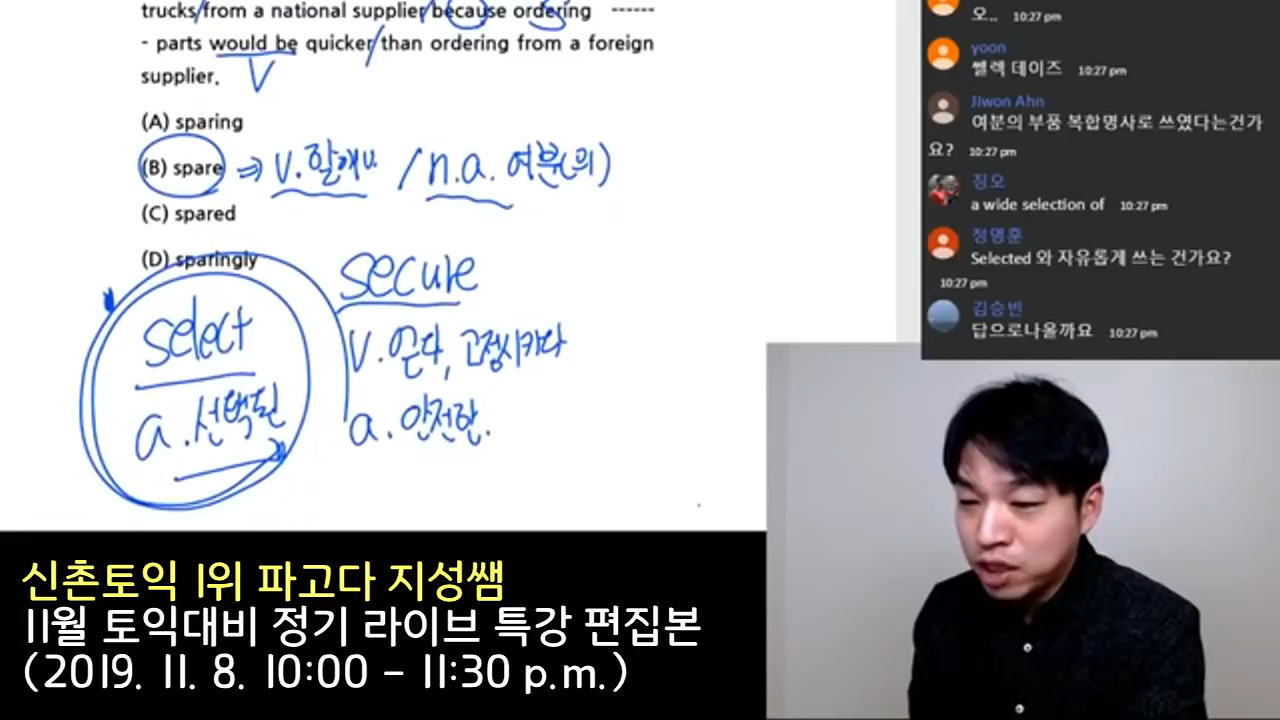 trucks from a national supplier because ordering ------
- parts would be quicker than ordering from a foreign
supplier.
V
(A) sparing
(B) spare ⇒ v. 할애u. / n.a. 여분(의)
(C) spared
(D) sparingly
secure
v. 얻다, 고정시키다
a. 안전한.
select
a. 선택된
오.. 10:27 pm
yoon
쎌렉 데이즈 10:27 pm
Jiwon Ahn
여분의 부품 복합명사로 쓰였다는건가
요? 10:27 pm
징오
a wide selection of 10:27 pm
정명훈
Selected 와 자유롭게 쓰는 건가요?
10:27 pm
김승빈
답으로나올까요 10:27 pm
신촌토익 1위 파고다 지성쌤
11월 토익대비 정기 라이브 특강 편집본
(2019. 11. 8. 10:00 - 11:30 p.m.)